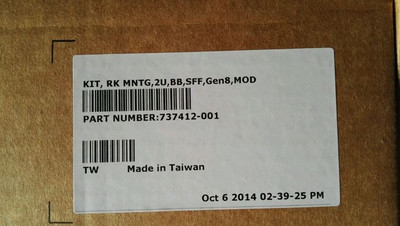 KIT, RK MNTG,2U,BB,SFF,Gen8,MOD
PART NUMBER:737412-001
TW Made in Taiwan
Oct 6 2014 02-39-25 PM